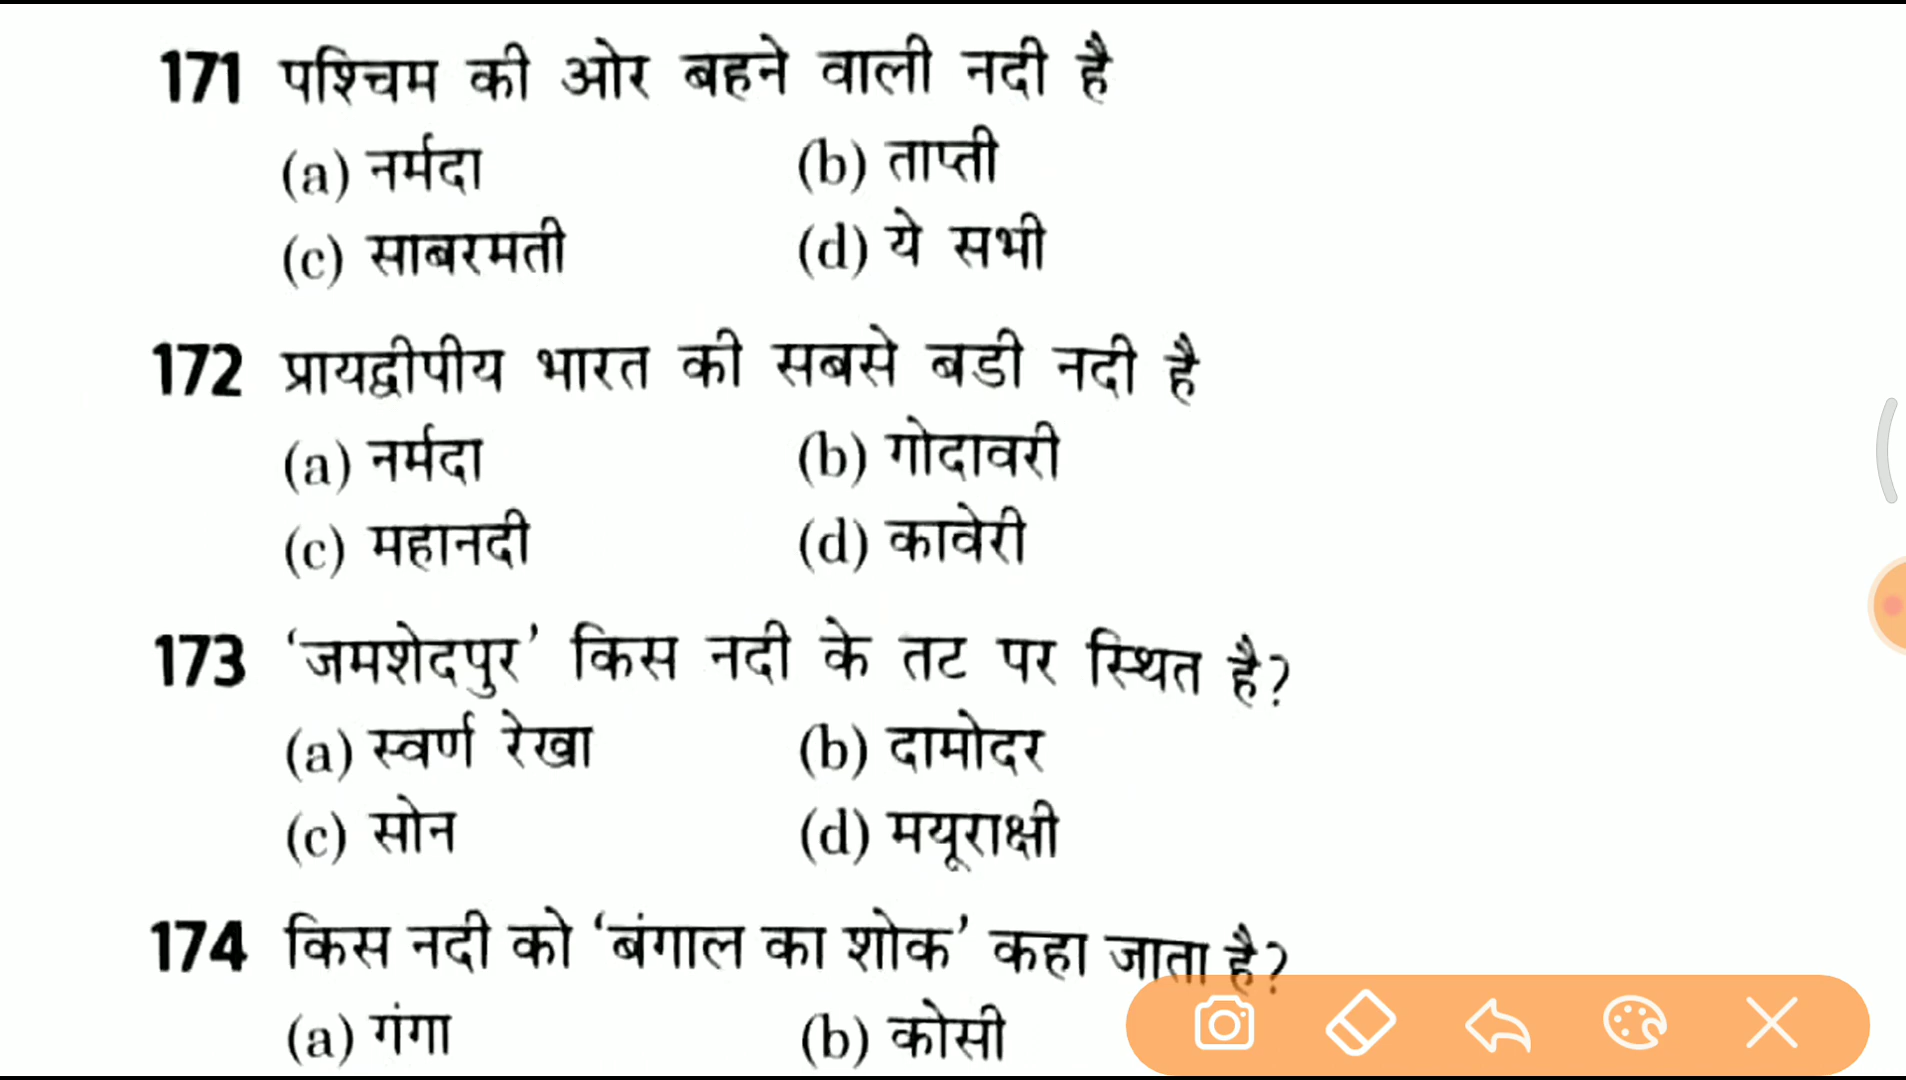 171 पश्चिम की ओर बहने वाली नदी है
(a) नर्मदा (b) ताप्ती
(c) साबरमती (d) ये सभी
172 प्रायद्वीपीय भारत की सबसे बडी नदी है
(a) नर्मदा (b) गोदावरी
(c) महानदी (d) कावेरी
173 ‘जमशेदपुर’ किस नदी के तट पर स्थित है?
(a) स्वर्ण रेखा (b) दामोदर
(c) सोन (d) मयूराक्षी
174 किस नदी को ‘बंगाल का शोक’ कहा जाता है?
(a) गंगा (b) कोसी